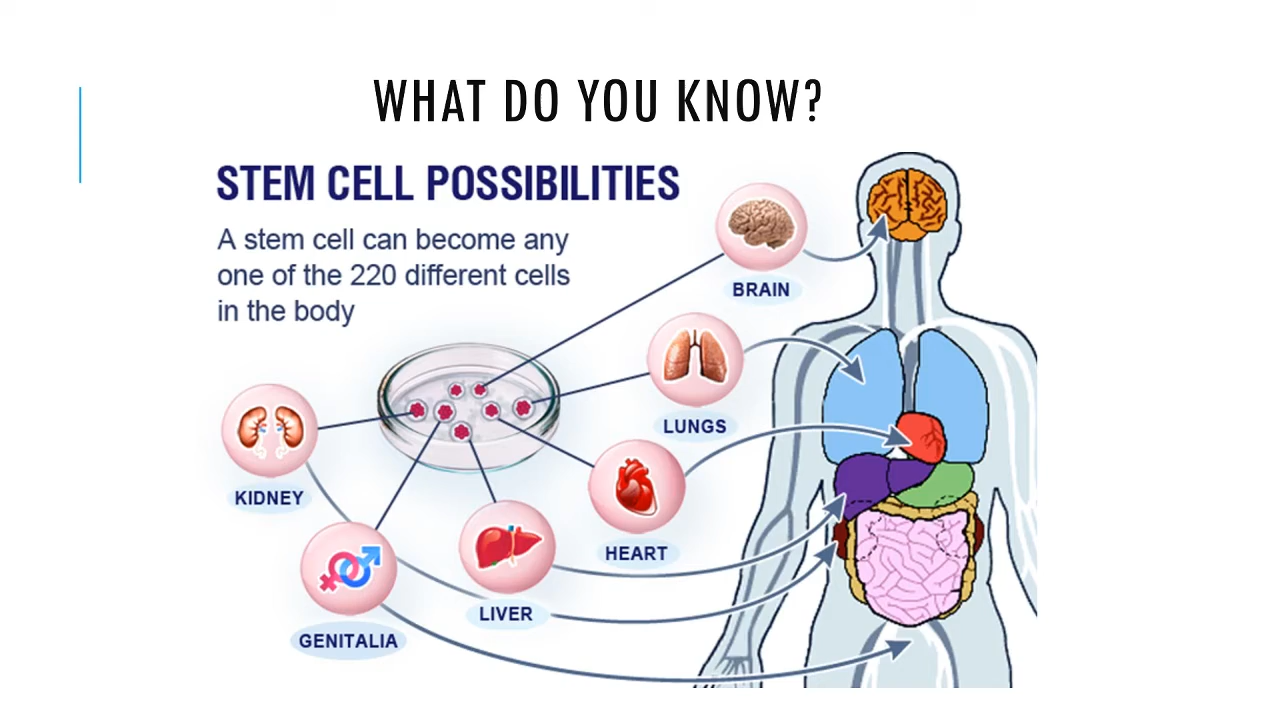 WHAT DO YOU KNOW?
STEM CELL POSSIBILITIES
A stem cell can become any
one of the 220 different cells
in the body
BRAIN
LUNGS
KIDNEY
HEART
LIVER
GENITALIA